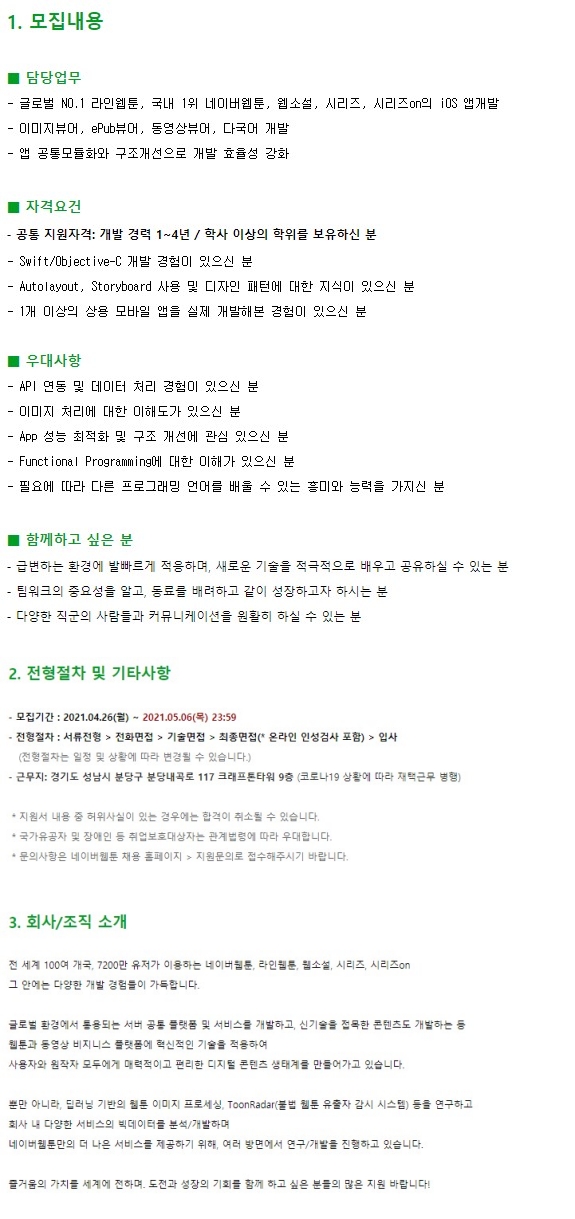 1. 모집내용
■ 담당업무
- 글로벌 NO.1 라인웹툰, 국내 1위 네이버웹툰, 웹소설, 시리즈, 시리즈on의 iOS 앱개발
- 이미지뷰어, ePub뷰어, 동영상뷰어, 다국어 개발
- 앱 공통모듈화와 구조개선으로 개발 효율성 강화
■ 자격요건
- 공통 지원자격: 개발 경력 1~4년 / 학사 이상의 학위를 보유하신 분
- Swift/Objective-C 개발 경험이 있으신 분
- Autolayout, Storyboard 사용 및 디자인 패턴에 대한 지식이 있으신 분
- 1개 이상의 상용 모바일 앱을 실제 개발해본 경험이 있으신 분
■ 우대사항
- API 연동 및 데이터 처리 경험이 있으신 분
- 이미지 처리에 대한 이해도가 있으신 분
- App 성능 최적화 및 구조 개선에 관심 있으신 분
- Functional Programming에 대한 이해가 있으신 분
- 필요에 따라 다른 프로그래밍 언어를 배울 수 있는 흥미와 능력을 가지신 분
■ 함께하고 싶은 분
- 급변하는 환경에 발빠르게 적응하며, 새로운 기술을 적극적으로 배우고 공유하실 수 있는 분
- 팀워크의 중요성을 알고, 동료를 배려하고 같이 성장하고자 하시는 분
- 다양한 직군의 사람들과 커뮤니케이션을 원활히 하실 수 있는 분
2. 전형절차 및 기타사항
- 모집기간 : 2021.04.26(월) ~ 2021.05.06(목) 23:59
- 전형절차 : 서류전형 > 전화면접 > 기술면접 > 최종면접(* 온라인 인성검사 포함) > 입사
(전형절차는 일정 및 상황에 따라 변경될 수 있습니다.)
- 근무지: 경기도 성남시 분당구 분당내곡로 117 크래프톤타워 9층 (코로나19 상황에 따라 재택근무 병행)
* 지원서 내용 중 허위사실이 있는 경우에는 합격이 취소될 수 있습니다.
* 국가유공자 및 장애인 등 취업보호대상자는 관계법령에 따라 우대합니다.
* 문의사항은 네이버웹툰 채용 홈페이지 > 지원문의로 접수해주시기 바랍니다.
3. 회사/조직 소개
전 세계 100여 개국, 7200만 유저가 이용하는 네이버웹툰, 라인웹툰, 웹소설, 시리즈, 시리즈on
그 안에는 다양한 개발 경험들이 가득합니다.
글로벌 환경에서 통용되는 서버 공통 플랫폼 및 서비스를 개발하고, 신기술을 접목한 콘텐츠도 개발하는 등
웹툰과 동영상 비지니스 플랫폼에 혁신적인 기술을 적용하여
사용자와 원작자 모두에게 매력적이고 편리한 디지털 콘텐츠 생태계를 만들어가고 있습니다.
뿐만 아니라, 딥러닝 기반의 웹툰 이미지 프로세싱, ToonRadar(불법 웹툰 유출자 감시 시스템) 등을 연구하고
회사 내 다양한 서비스의 빅데이터를 분석/개발하며
네이버웹툰만의 더 나은 서비스를 제공하기 위해, 여러 방면에서 연구/개발을 진행하고 있습니다.
즐거움의 가치를 세계에 전하며, 도전과 성장의 기회를 함께 하고 싶은 분들의 많은 지원 바랍니다!